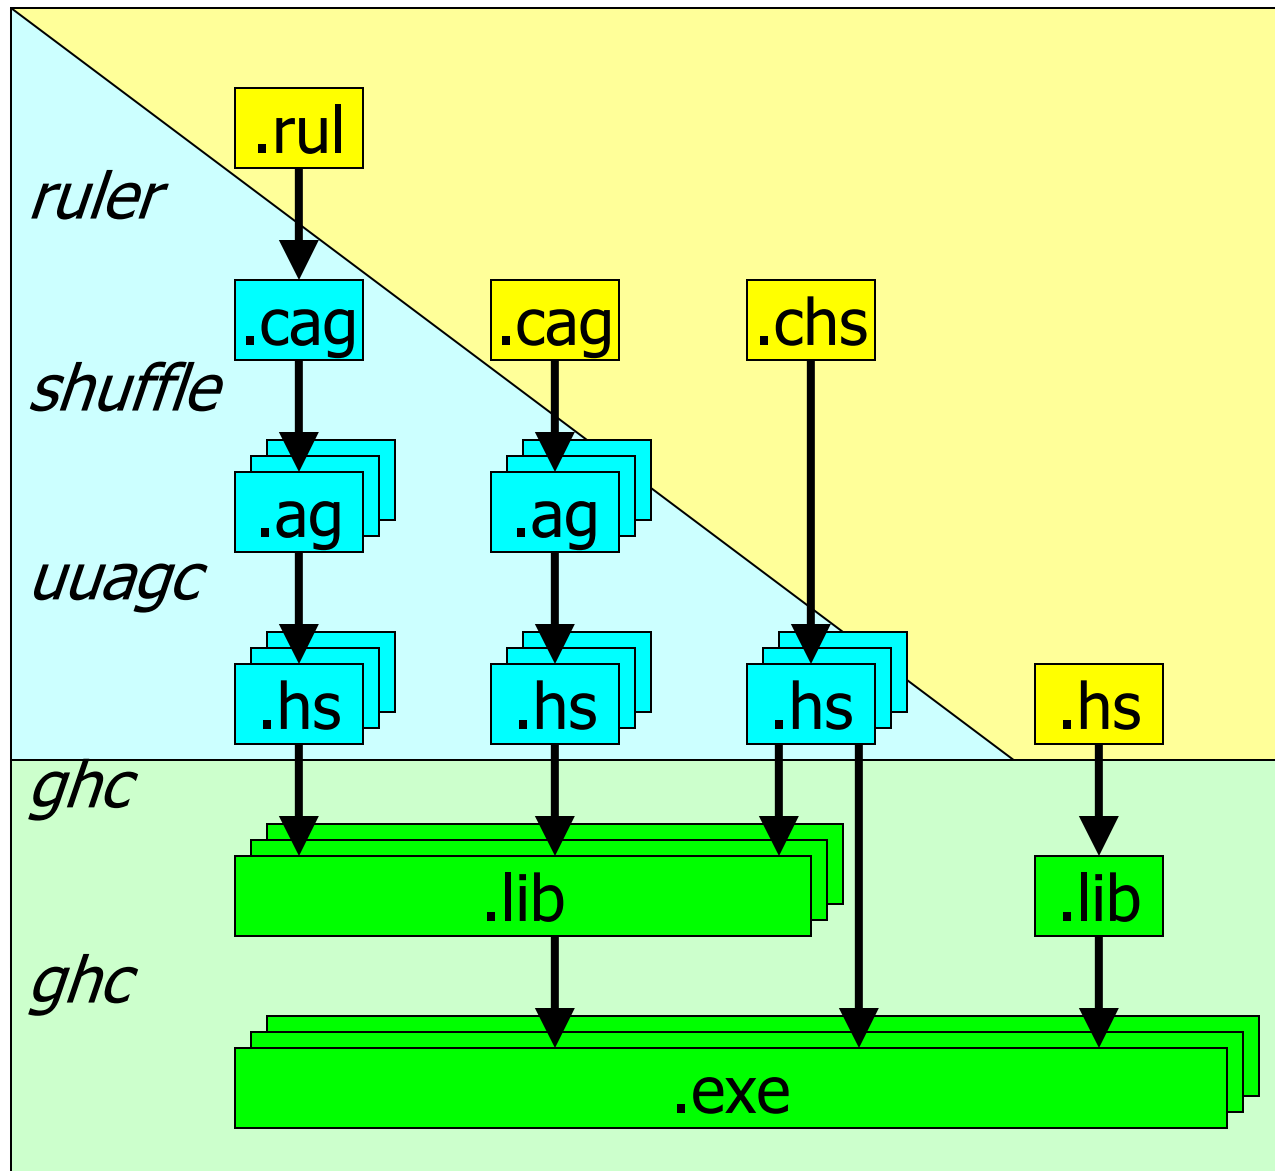 .rul
ruler
.cag .cag .chs
shuffle
.ag .ag
uuagc
.hs .hs .hs .hs
ghc
.lib .lib
ghc
.exe